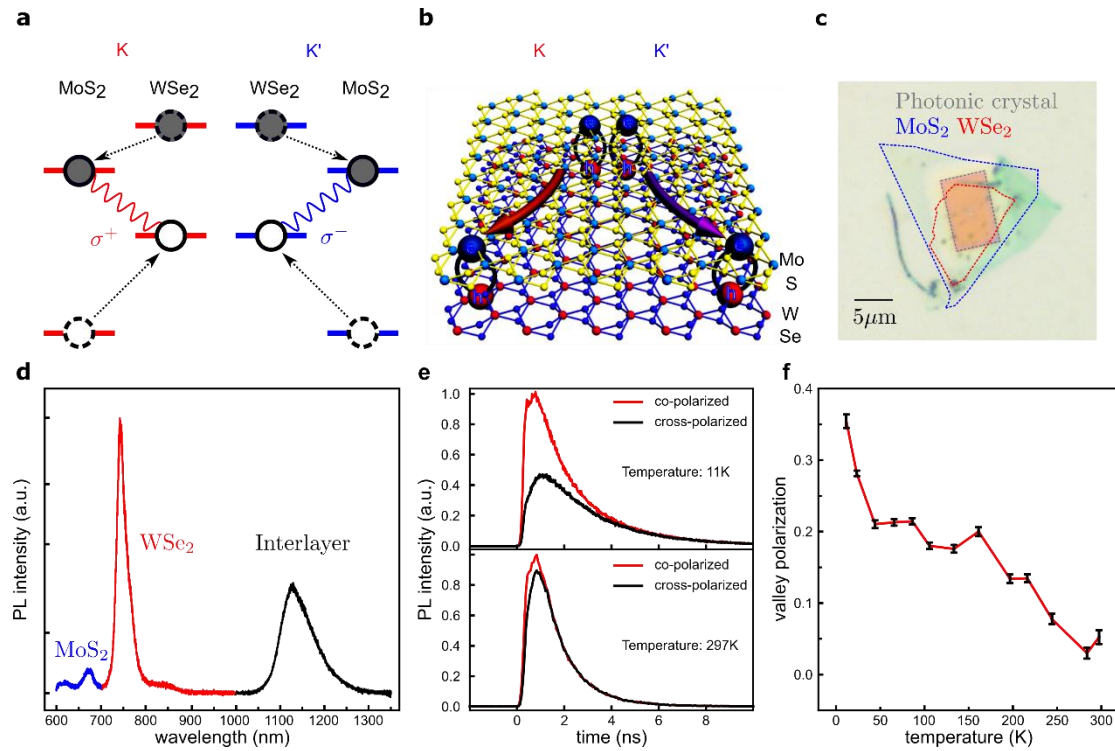 a
K K'
MoS2 WSe2 WSe2 MoS2
σ+ σ−
b
K K'
e e
h h
e e
h h
Mo
S
W
Se
c
Photonic crystal
MoS2 WSe2
5μm
d
PL intensity (a.u.)
MoS2
WSe2
Interlayer
600 700 800 900 1000 1100 1200 1300
wavelength (nm)
e
PL intensity (a.u.)
1.0
0.8
0.6
0.4
0.2
0.0
co-polarized
cross-polarized
Temperature: 11K
1.0
0.8
0.6
0.4
0.2
0.0
co-polarized
cross-polarized
Temperature: 297K
0 2 4 6 8
time (ns)
f
valley polarization
0.4
0.3
0.2
0.1
0.0
0 50 100 150 200 250 300
temperature (K)